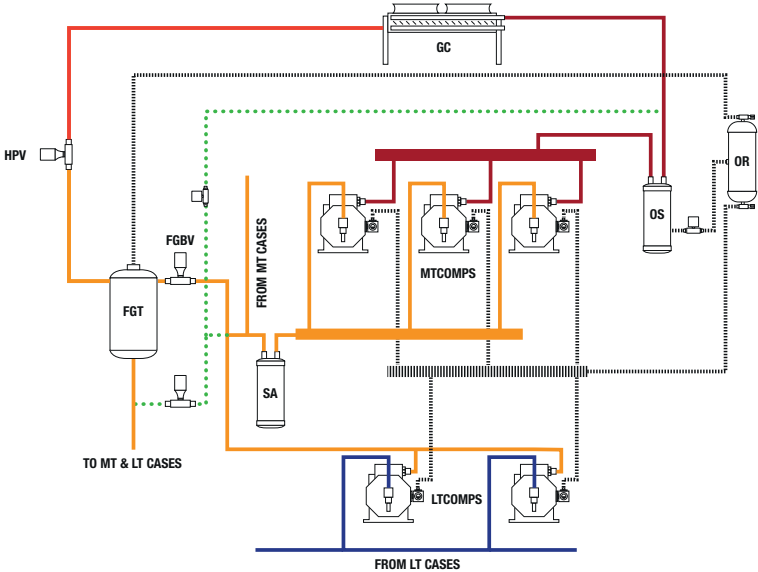 GC
HPV
OR
OS
FGBV
FROM MT CASES
MTCOMPS
FGT
SA
TO MT & LT CASES
LTCOMPS
FROM LT CASES